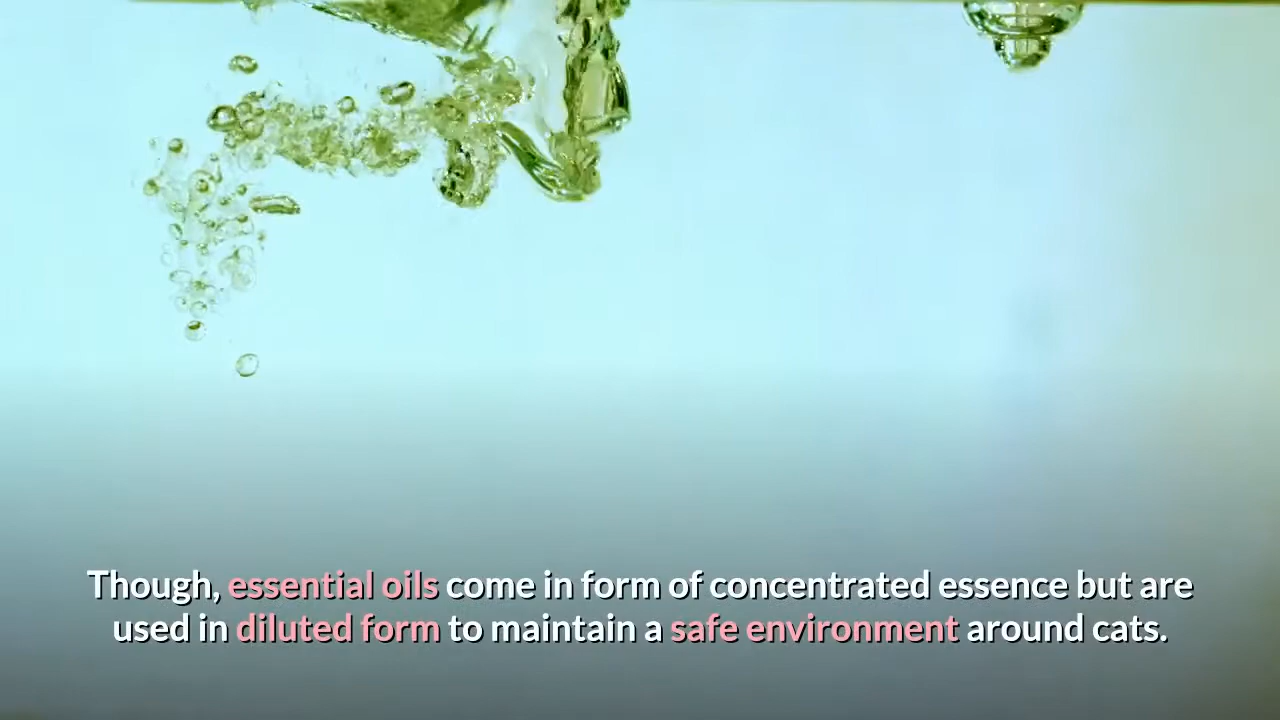 Though, essential oils come in form of concentrated essence but are
used in diluted form to maintain a safe environment around cats.